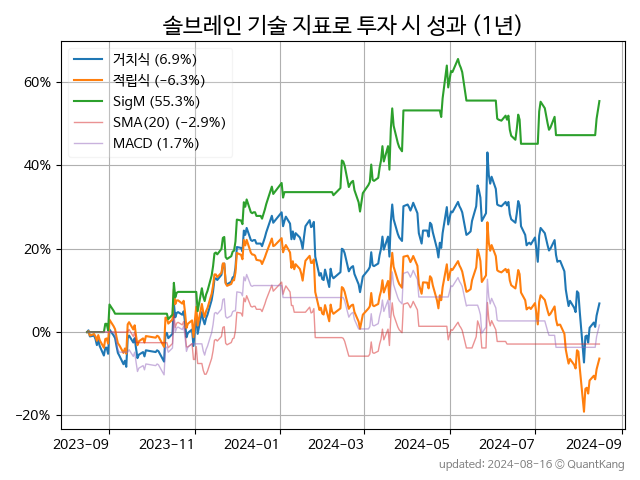 솔브레인 기술 지표로 투자 시 성과 (1년)
거치식 (6.9%)
적립식 (−6.3%)
SigM (55.3%)
SMA(20) (−2.9%)
MACD (1.7%)
60%
40%
20%
0%
−20%
2023-09 2023-11 2024-01 2024-03 2024-05 2024-07 2024-09
updated: 2024-08-16 © QuantKang